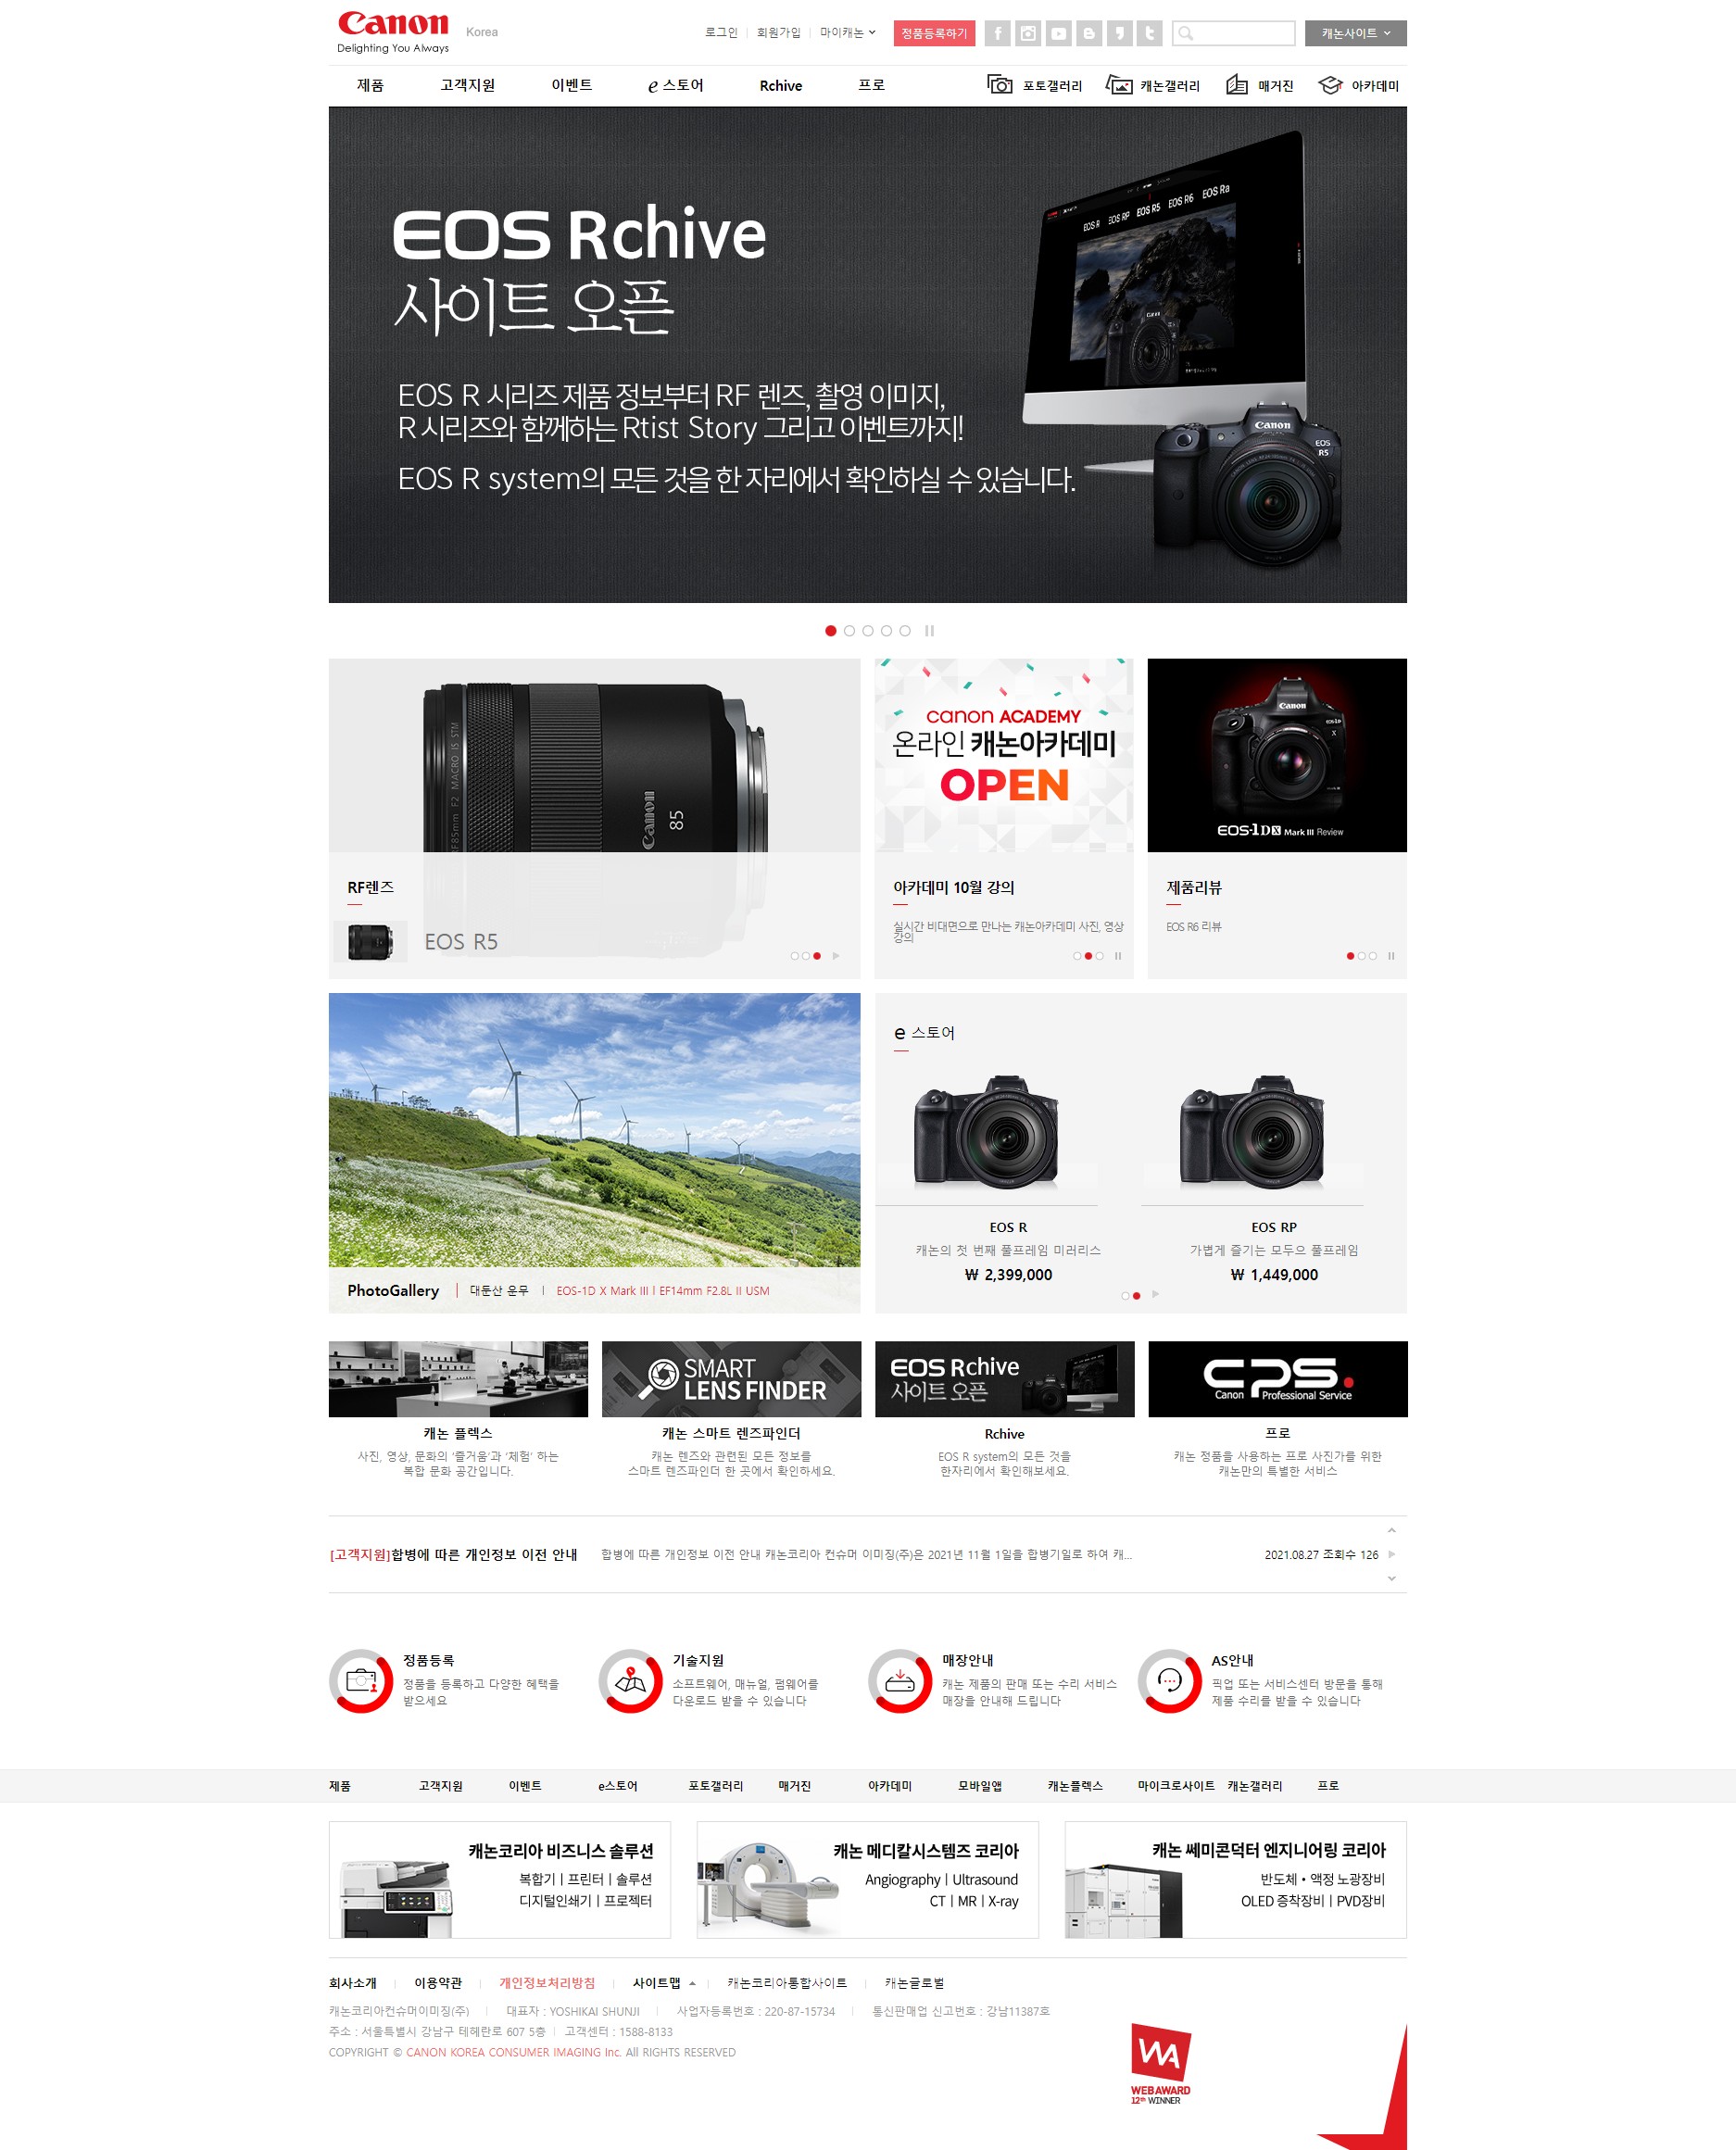 Canon
Delighting You Always
Korea
로그인
회원가입
마이캐논
정품등록하기
캐논사이트
제품
고객지원
이벤트
e 스토어
Rchive
프로
포토갤러리
캐논갤러리
매거진
아카데미
EOS Rchive
사이트 오픈
EOS R 시리즈 제품 정보부터 RF 렌즈, 촬영 이미지,
R 시리즈와 함께하는 Rtist Story 그리고 이벤트까지!
EOS R system의 모든 것을 한 자리에서 확인하실 수 있습니다.
EOS R EOS RP EOS R5 EOS R6 EOS Ra
Canon
Canon
EOS
R5
RF85mm F2 MACRO IS STM
Canon
85
RF렌즈
EOS R5
canon ACADEMY
온라인 캐논아카데미
OPEN
아카데미 10월 강의
실시간 비대면으로 만나는 캐논아카데미 사진, 영상
강의
Canon
EOS-1D
X
EOS-1DX Mark III Review
제품리뷰
EOS R6 리뷰
PhotoGallery
대둔산 운무
EOS-1D X Mark III l EF14mm F2.8L II USM
e 스토어
EOS R
캐논의 첫 번째 풀프레임 미러리스
₩ 2,399,000
EOS RP
가볍게 즐기는 모두으 풀프레임
₩ 1,449,000
SMART
LENS FINDER
EOS Rchive
사이트 오픈
CPS
Canon Professional Service
캐논 플렉스
사진, 영상, 문화의 '즐거움'과 '체험' 하는
복합 문화 공간입니다.
캐논 스마트 렌즈파인더
캐논 렌즈와 관련된 모든 정보를
스마트 렌즈파인더 한 곳에서 확인하세요.
Rchive
EOS R system의 모든 것을
한자리에서 확인해보세요.
프로
캐논 정품을 사용하는 프로 사진가를 위한
캐논만의 특별한 서비스
[고객지원]합병에 따른 개인정보 이전 안내
합병에 따른 개인정보 이전 안내 캐논코리아 컨슈머 이미징(주)은 2021년 11월 1일을 합병기일로 하여 캐...
2021.08.27 조회수 126
정품등록
정품을 등록하고 다양한 혜택을
받으세요
기술지원
소프트웨어, 매뉴얼, 펌웨어를
다운로드 받을 수 있습니다
매장안내
캐논 제품의 판매 또는 수리 서비스
매장을 안내해 드립니다
AS안내
픽업 또는 서비스센터 방문을 통해
제품 수리를 받을 수 있습니다
제품
고객지원
이벤트
e스토어
포토갤러리
매거진
아카데미
모바일앱
캐논플렉스
마이크로사이트
캐논갤러리
프로
캐논코리아 비즈니스 솔루션
복합기 | 프린터 | 솔루션
디지털인쇄기 | 프로젝터
캐논 메디칼시스템즈 코리아
Angiography | Ultrasound
CT | MR | X-ray
캐논 쎄미콘덕터 엔지니어링 코리아
반도체 • 액정 노광장비
OLED 증착장비 | PVD장비
회사소개
이용약관
개인정보처리방침
사이트맵
캐논코리아통합사이트
캐논글로벌
캐논코리아컨슈머이미징(주)
대표자 : YOSHIKAI SHUNJI
사업자등록번호 : 220-87-15734
통신판매업 신고번호 : 강남11387호
주소 : 서울특별시 강남구 테헤란로 607 5층
고객센터 : 1588-8133
COPYRIGHT © CANON KOREA CONSUMER IMAGING Inc. All RIGHTS RESERVED
WA
WEB AWARD
12th WINNER